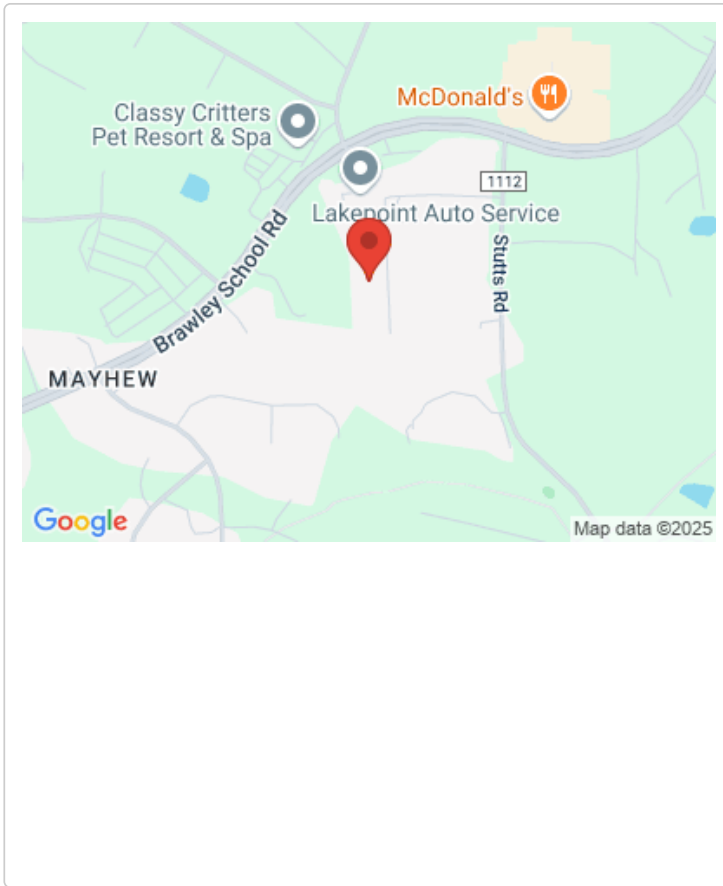 McDonald's
Classy Critters
Pet Resort & Spa
1112
Lakepoint Auto Service
Stutts Rd
Brawley School Rd
MAYHEW
Google
Map data ©2025